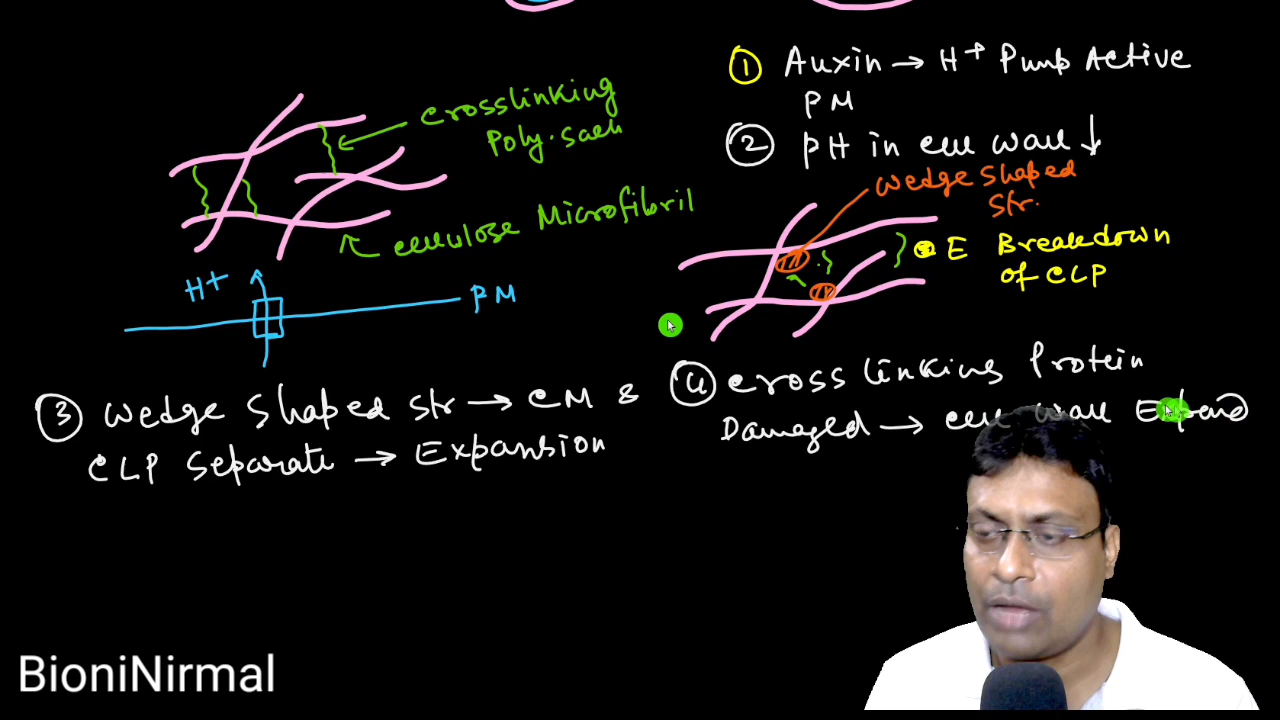 crosslinking
Poly.sach
cellulose Microfibril
H+
PM
① Auxin → H+ Pump Active
PM
② pH in cell wall ↓
wedge shaped
Str.
E Breakdown
of CLP
③ Wedge Shaped Str → CM &
CLP Separate → Expansion
④ cross linking Protein
Damaged → cell wall Expand
BioniNirmal